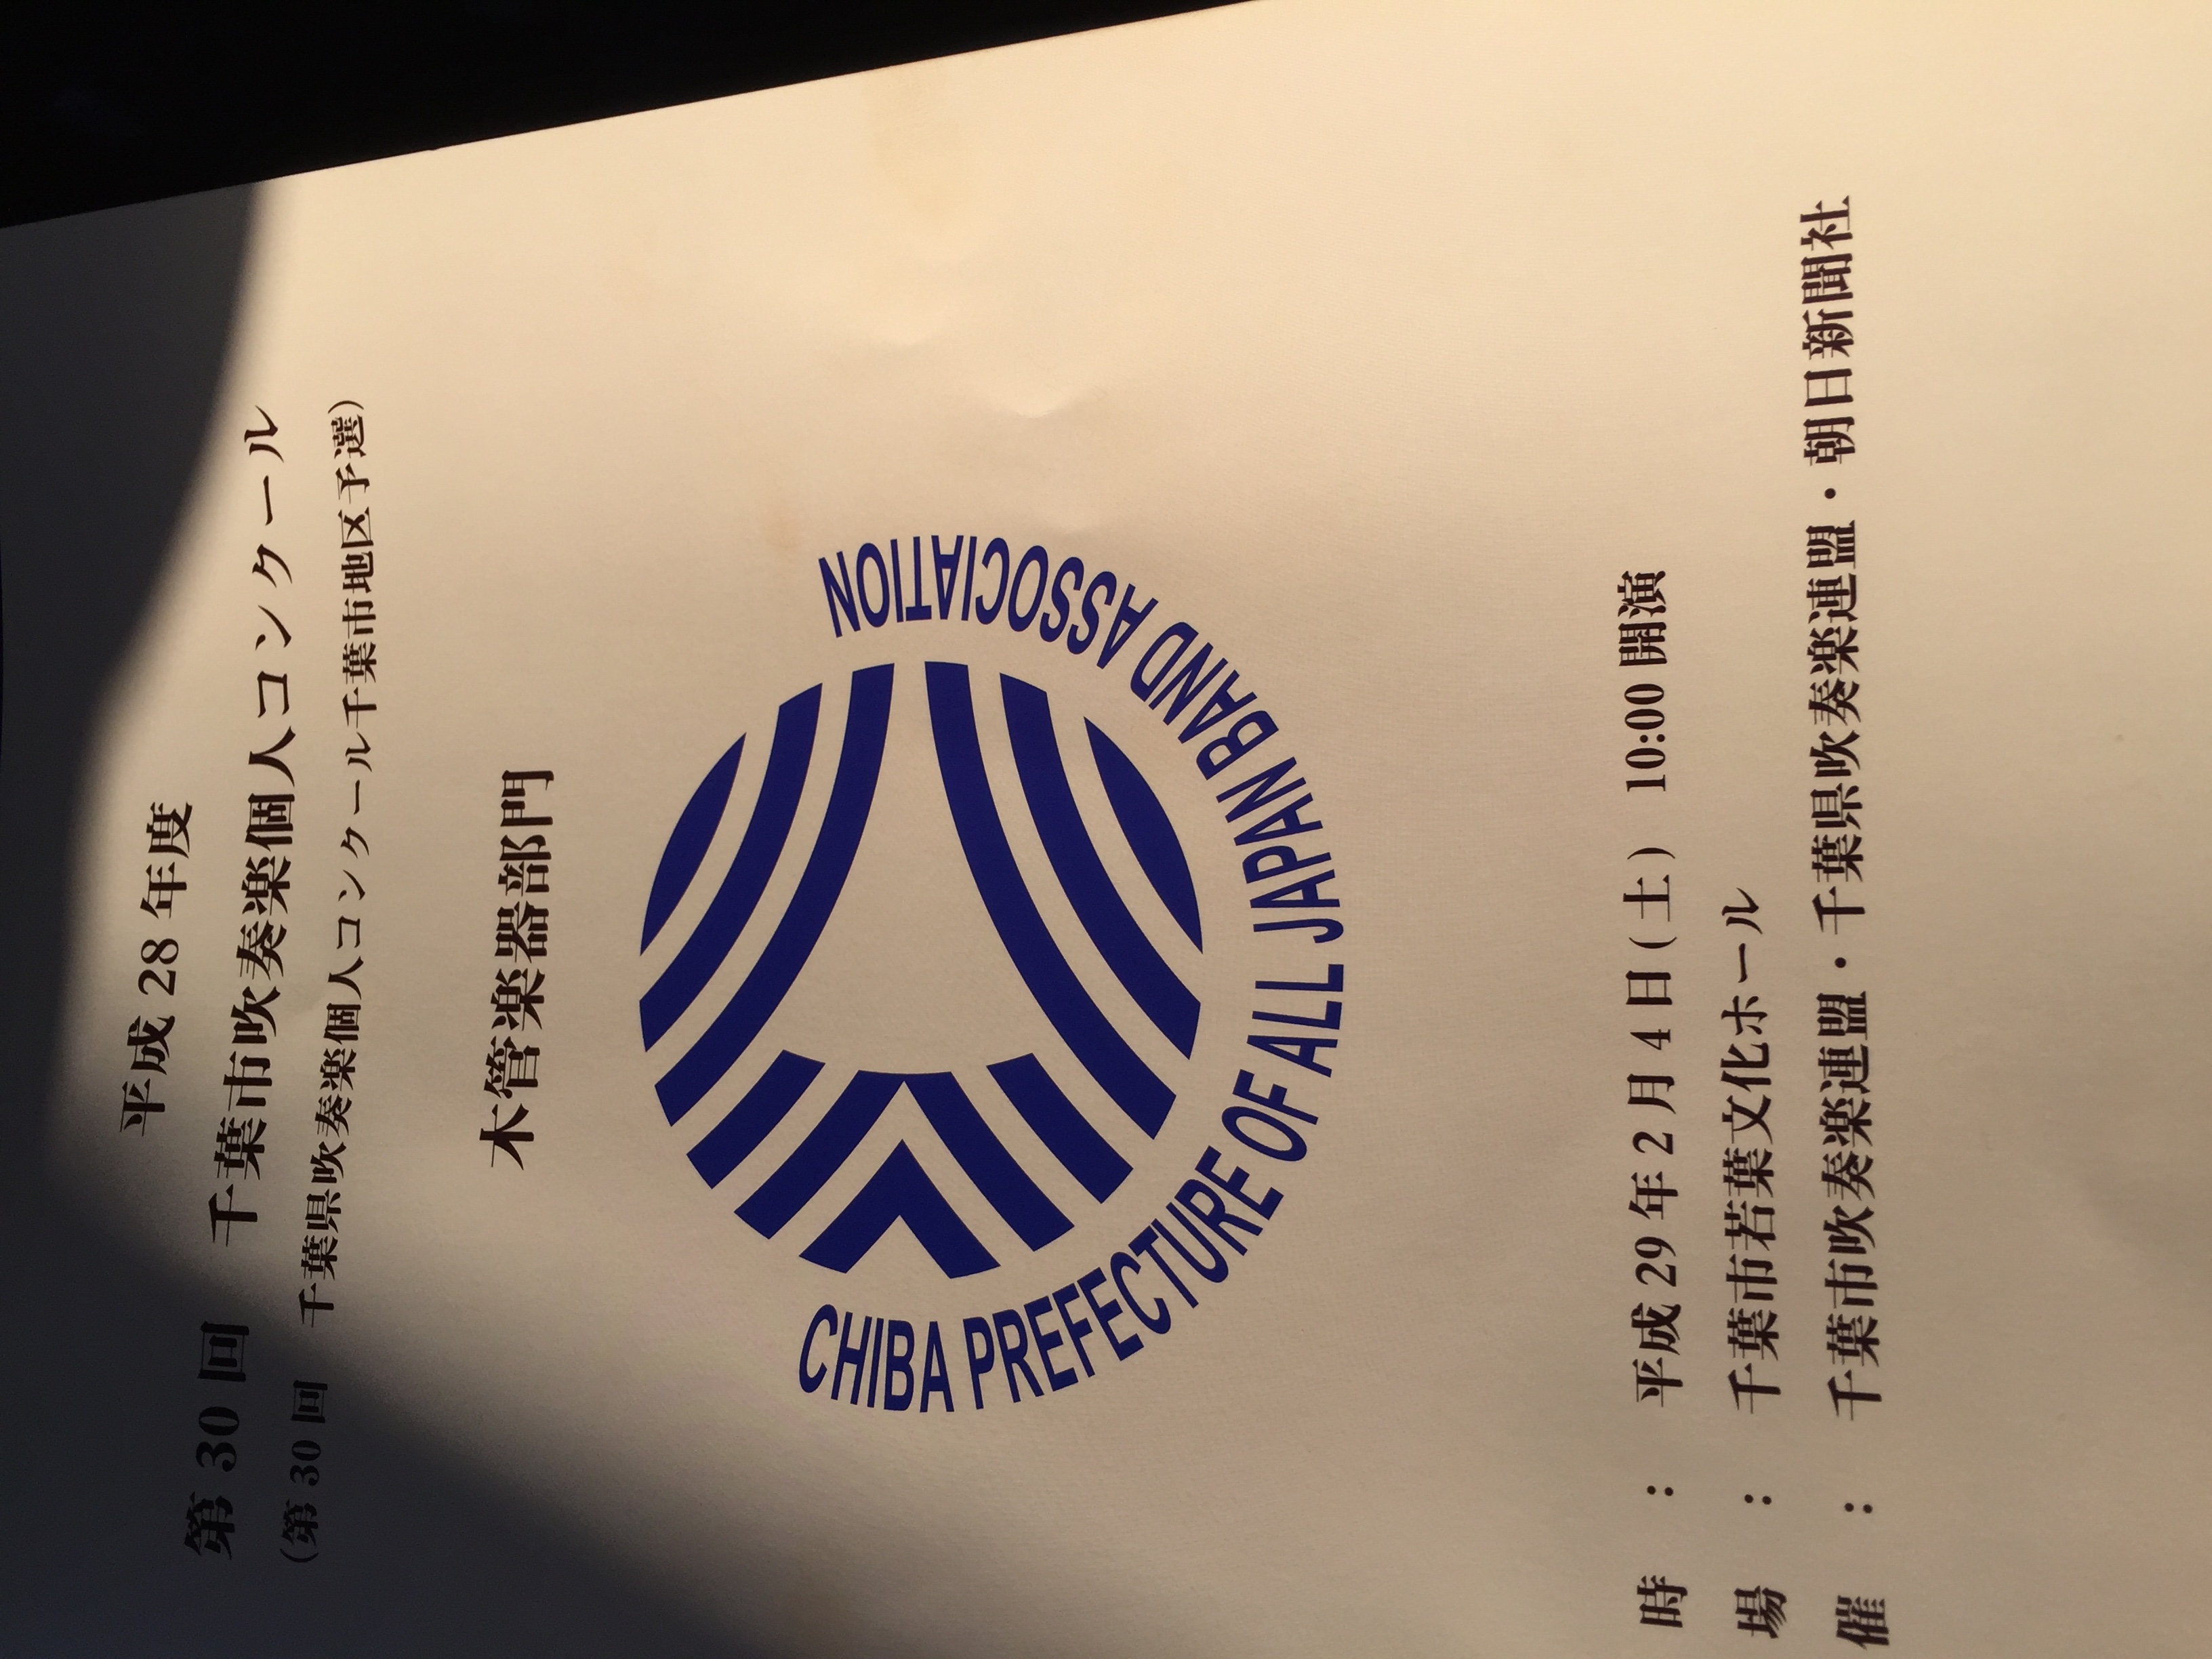 平成 28 年度
第 30 回 千葉市吹奏楽個人コンクール
(第 30 回 千葉県吹奏楽個人コンクール千葉市地区予選)
木管楽器部門
CHIBA PREFECTURE OF ALL JAPAN BAND ASSOCIATION
時 : 平成 29 年 2 月 4 日 (土) 10:00 開演
場 : 千葉市若葉文化ホール
催 : 千葉市吹奏楽連盟・千葉県吹奏楽連盟・朝日新聞社